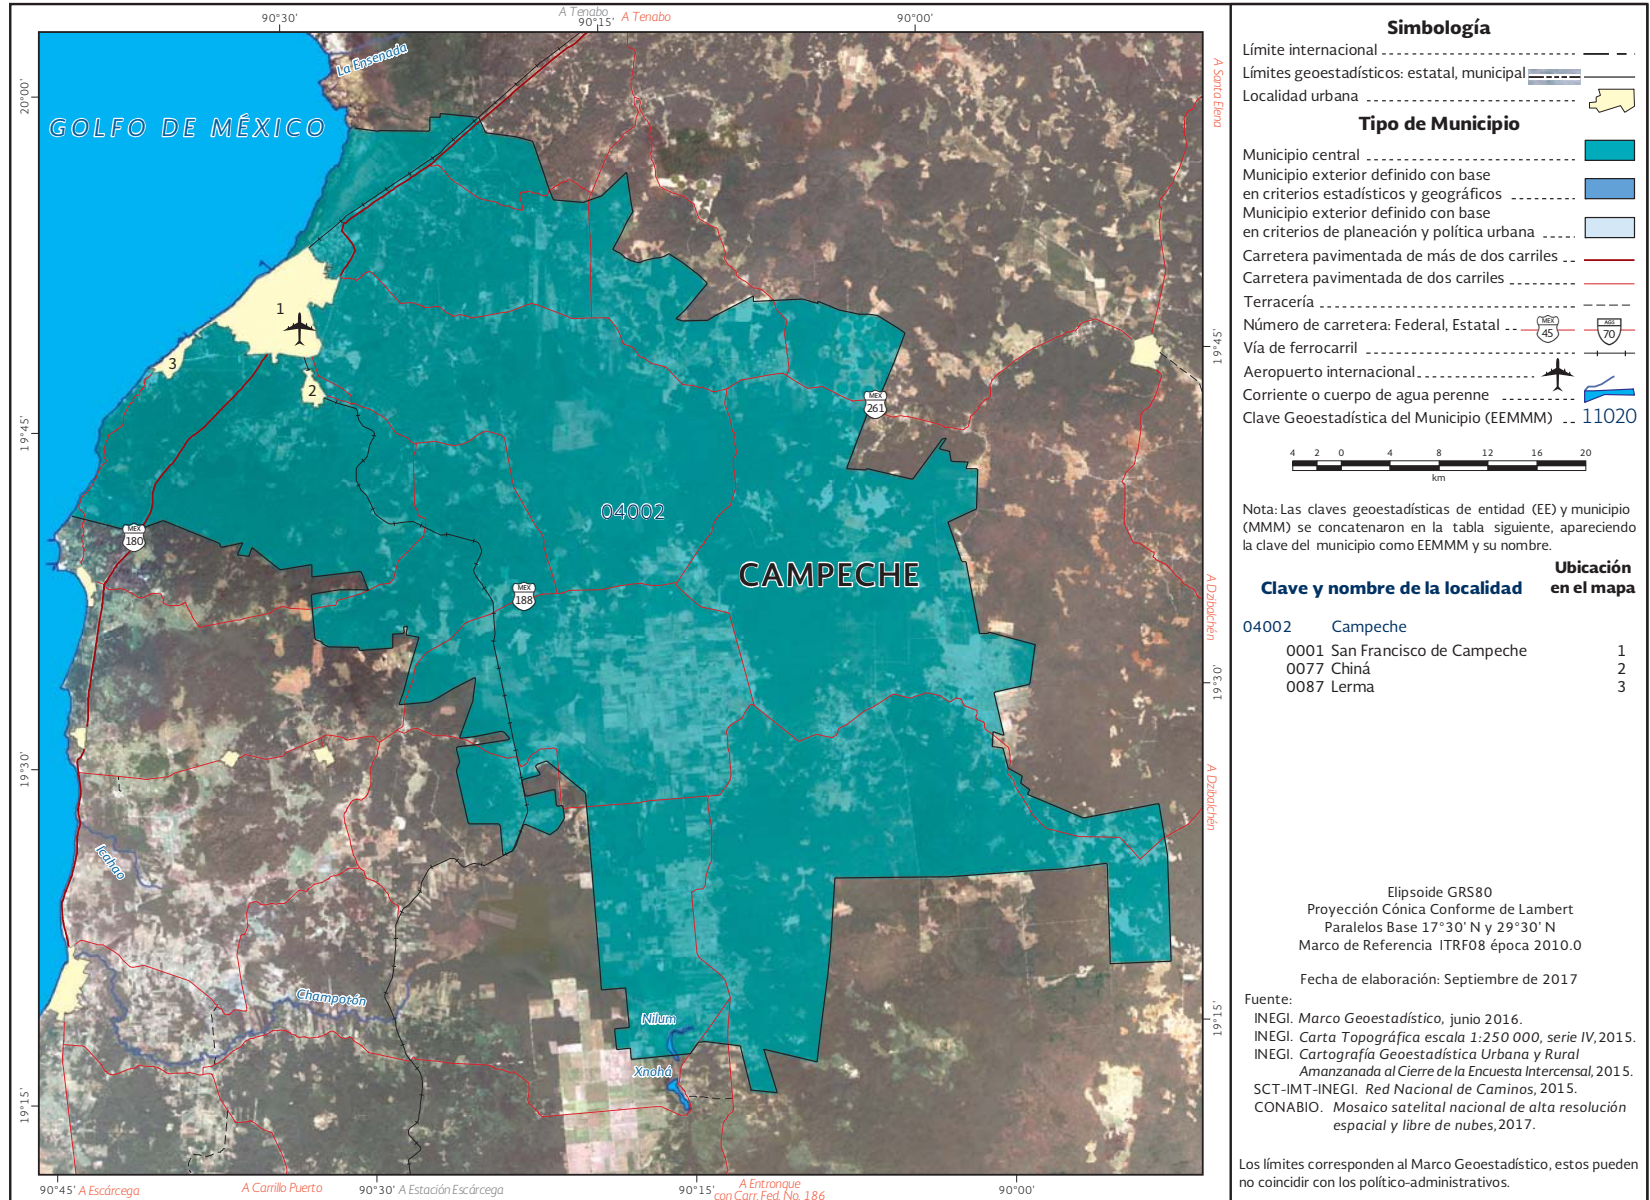 A Tenabo
90°30'
90°15'
A Tenabo
90°00'
La Ensenada
20°00'
A Santa Elena
GOLFO DE MÉXICO
1
3
2
19°45'
19°45'
MEX
261
04002
CAMPECHE
MEX
180
MEX
188
A Dzibalchén
19°30'
19°30'
A Dzibalchén
Icahao
Champotón
Nilum
Xnohá
19°15'
19°15'
90°45'
A Escárcega
A Carrillo Puerto
90°30'
A Estación Escárcega
90°15'
A Entronque
con Carr. Fed. No. 186
90°00'
Simbología
Límite internacional
Límites geoestadísticos: estatal, municipal
Localidad urbana
Tipo de Municipio
Municipio central
Municipio exterior definido con base
en criterios estadísticos y geográficos
Municipio exterior definido con base
en criterios de planeación y política urbana
Carretera pavimentada de más de dos carriles
Carretera pavimentada de dos carriles
Terracería
Número de carretera: Federal, Estatal
MEX
45
AGS
70
Vía de ferrocarril
Aeropuerto internacional
Corriente o cuerpo de agua perenne
Clave Geoestadística del Municipio (EEMMM) 11020
4 2 0 4 8 12 16 20
km
Nota: Las claves geoestadísticas de entidad (EE) y municipio
(MMM) se concatenaron en la tabla siguiente, apareciendo
la clave del municipio como EEMMM y su nombre.
Ubicación
Clave y nombre de la localidad en el mapa
04002 Campeche
0001 San Francisco de Campeche 1
0077 Chiná 2
0087 Lerma 3
Elipsoide GRS80
Proyección Cónica Conforme de Lambert
Paralelos Base 17°30' N y 29°30' N
Marco de Referencia ITRF08 época 2010.0
Fecha de elaboración: Septiembre de 2017
Fuente:
INEGI. Marco Geoestadístico, junio 2016.
INEGI. Carta Topográfica escala 1:250 000, serie IV, 2015.
INEGI. Cartografía Geoestadística Urbana y Rural
Amanzanada al Cierre de la Encuesta Intercensal, 2015.
SCT-IMT-INEGI. Red Nacional de Caminos, 2015.
CONABIO. Mosaico satelital nacional de alta resolución
espacial y libre de nubes, 2017.
Los límites corresponden al Marco Geoestadístico, estos pueden
no coincidir con los político-administrativos.